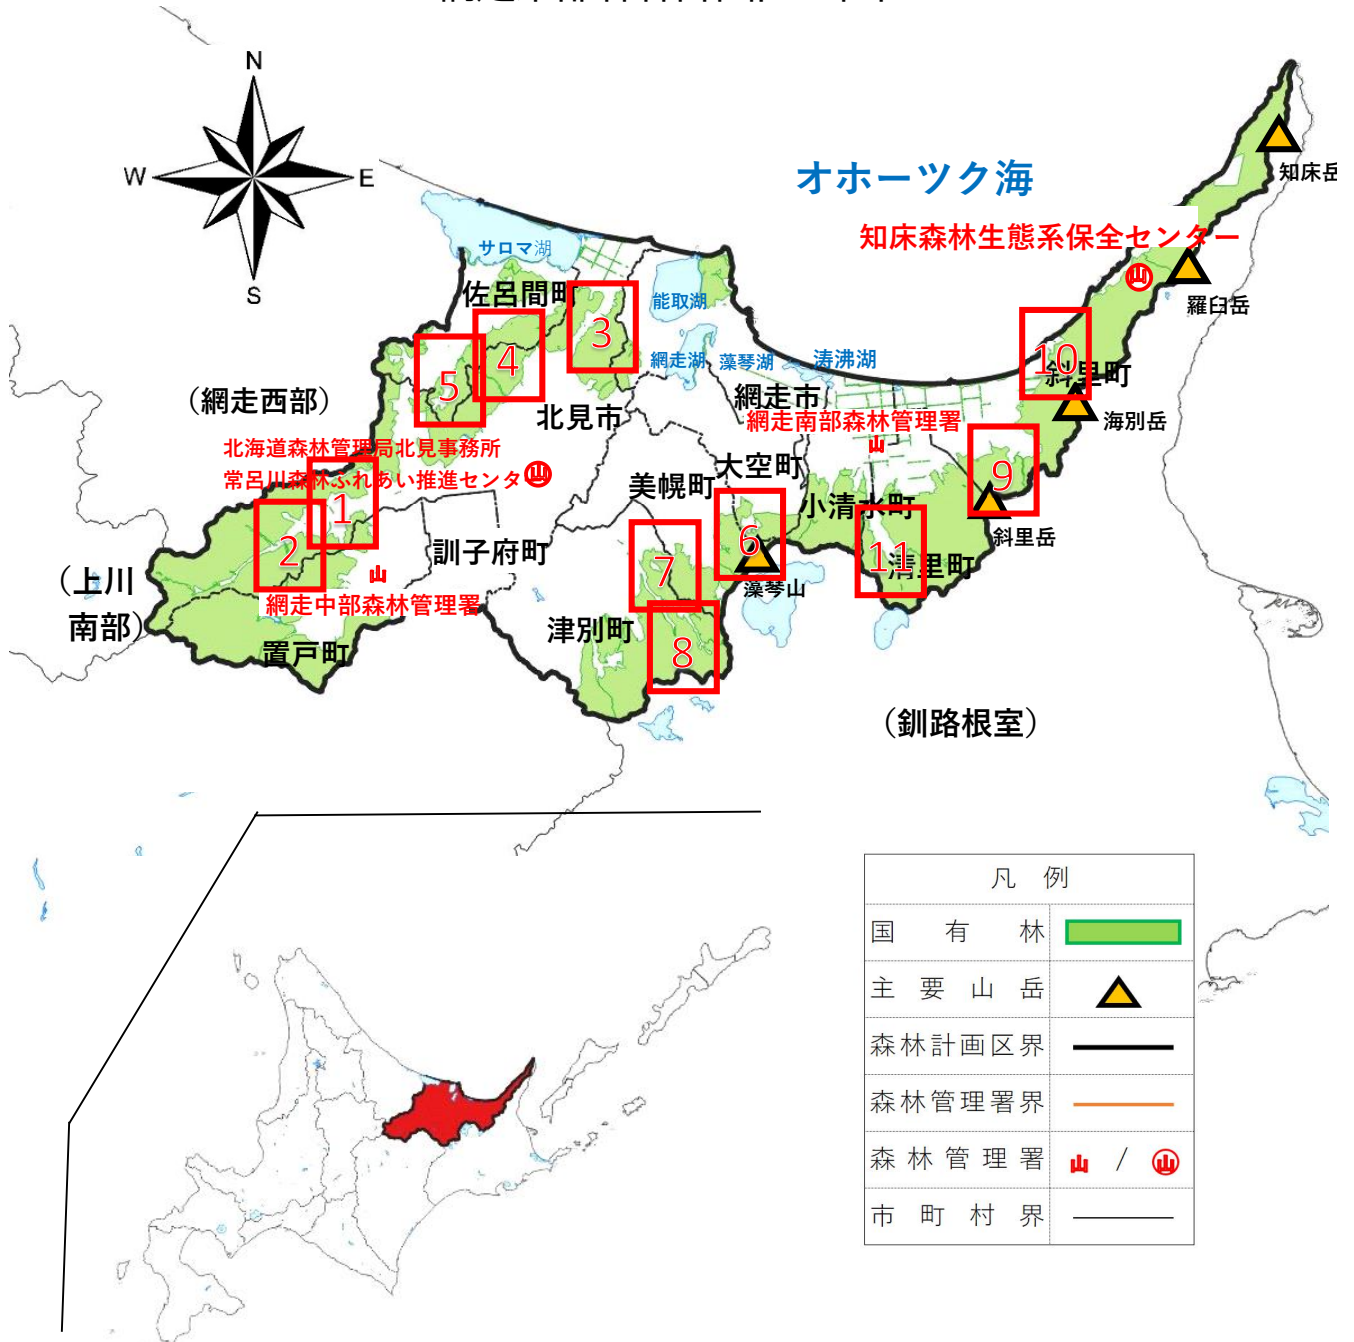 N
W
E
S
オホーツク海
知床岳
知床森林生態系保全センター
羅臼岳
サロマ湖
佐呂間町
能取湖
3
4
5
網走湖
藻琴湖
涛沸湖
10
斜里町
海別岳
(網走西部)
北見市
網走市
網走南部森林管理署
北海道森林管理局北見事務所
常呂川森林ふれあい推進センタ
大空町
美幌町
9
1
2
小清水町
斜里岳
6
7
11
清里町
訓子府町
藻琴山
(上川
南部)
網走中部森林管理署
津別町
8
置戸町
(釧路根室)
凡 例
国 有 林
主 要 山 岳
森林計画区界
森林管理署界
森 林 管 理 署 山 / 山
市 町 村 界